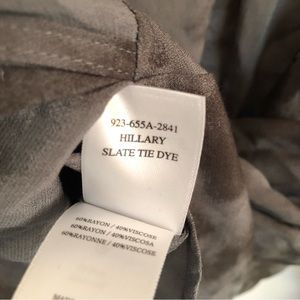 923-655A-2841
HILLARY
SLATE TIE DYE
60%RAYON / 40%VISCOSE
60%RAYON / 40%VISCOSA
60%RAYONNE / 40%VISCOSE